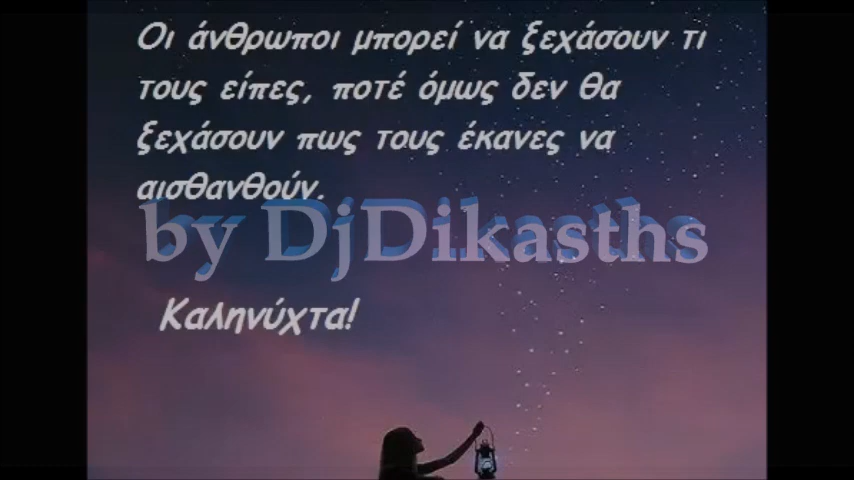 Οι άνθρωποι μπορεί να ξεχάσουν τι
τους είπες, ποτέ όμως δεν θα
ξεχάσουν πως τους έκανες να
αισθανθούν.
by DjDikasths
Καληνύχτα!